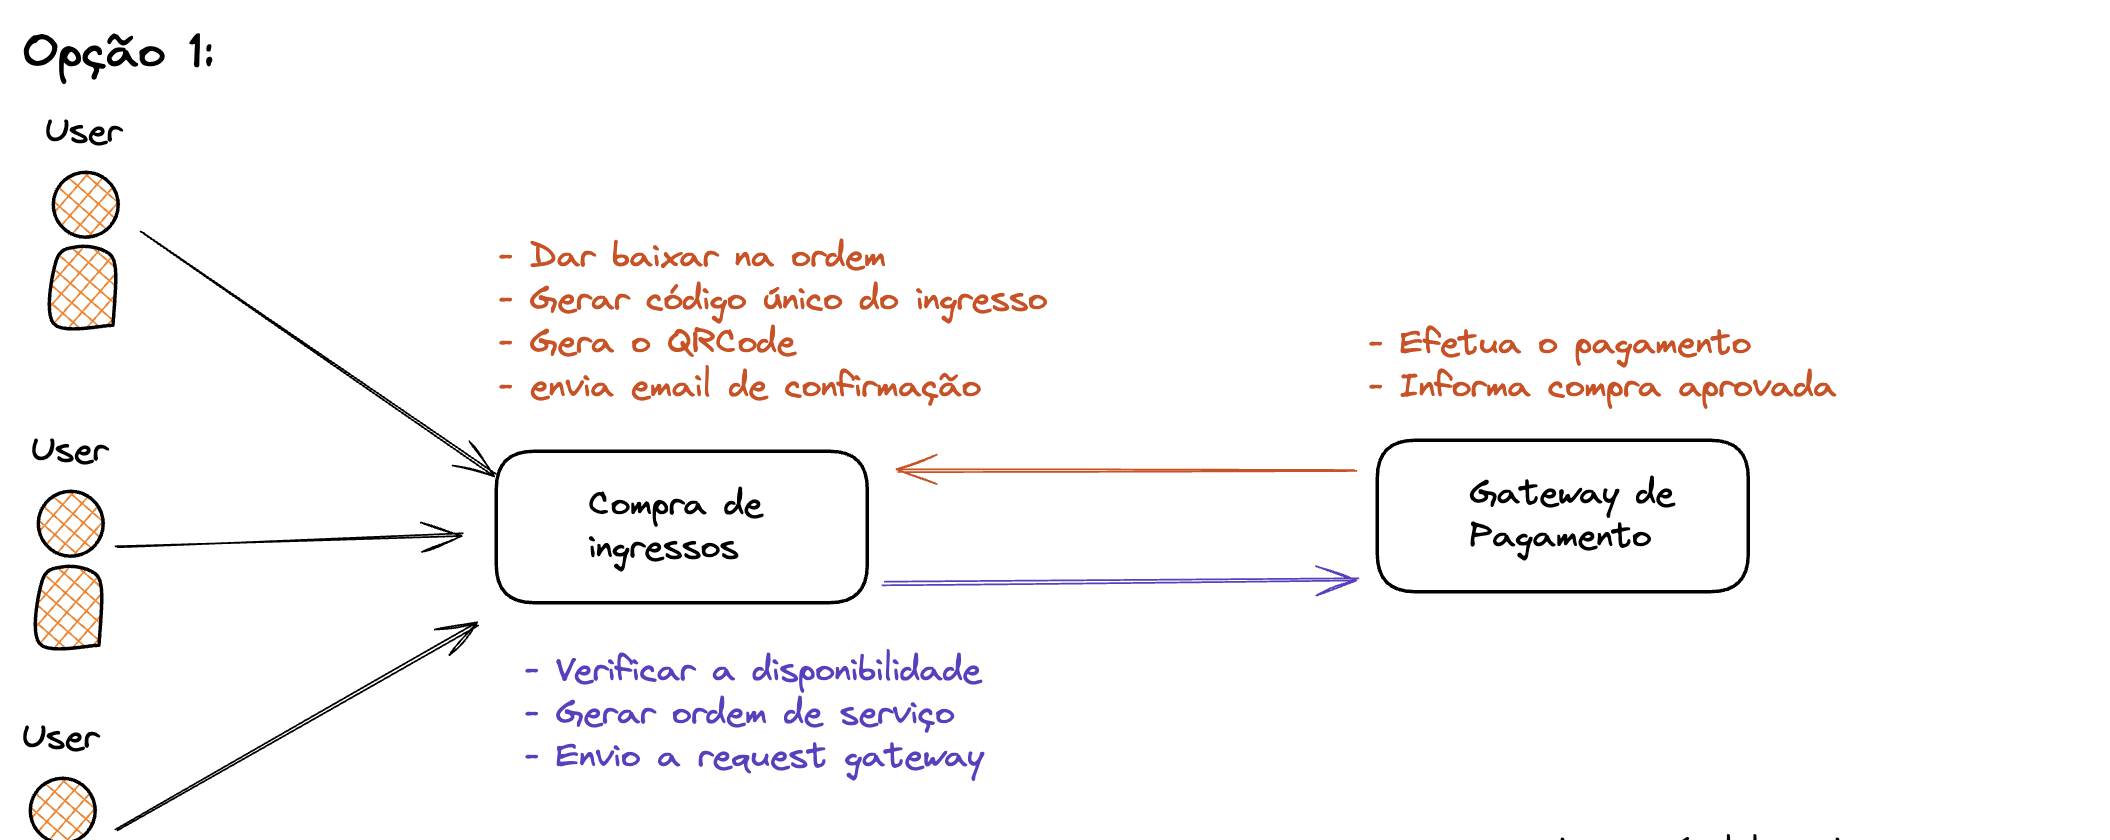 Opção 1:
User
- Dar baixar na ordem
- Gerar código único do ingresso
- Gera o QRCode
- envia email de confirmação
- Efetua o pagamento
- Informa compra aprovada
User
Compra de
ingressos
Gateway de
Pagamento
- Verificar a disponibilidade
- Gerar ordem de serviço
- Envio a request gateway
User